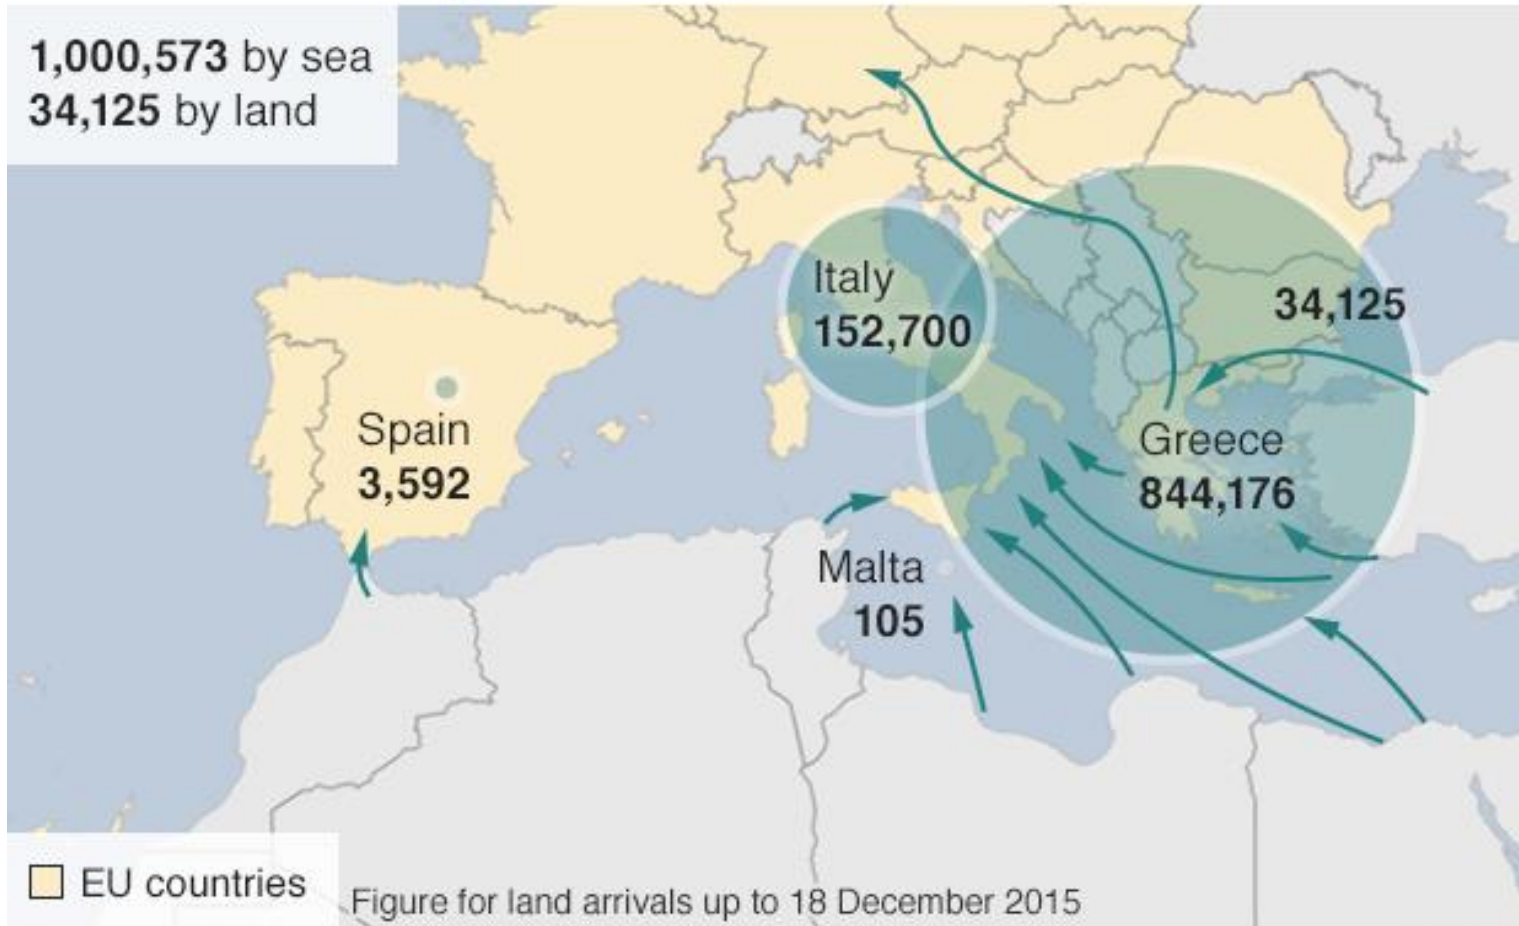 1,000,573 by sea
34,125 by land
Italy
152,700
34,125
Spain
3,592
Greece
844,176
Malta
105
EU countries
Figure for land arrivals up to 18 December 2015